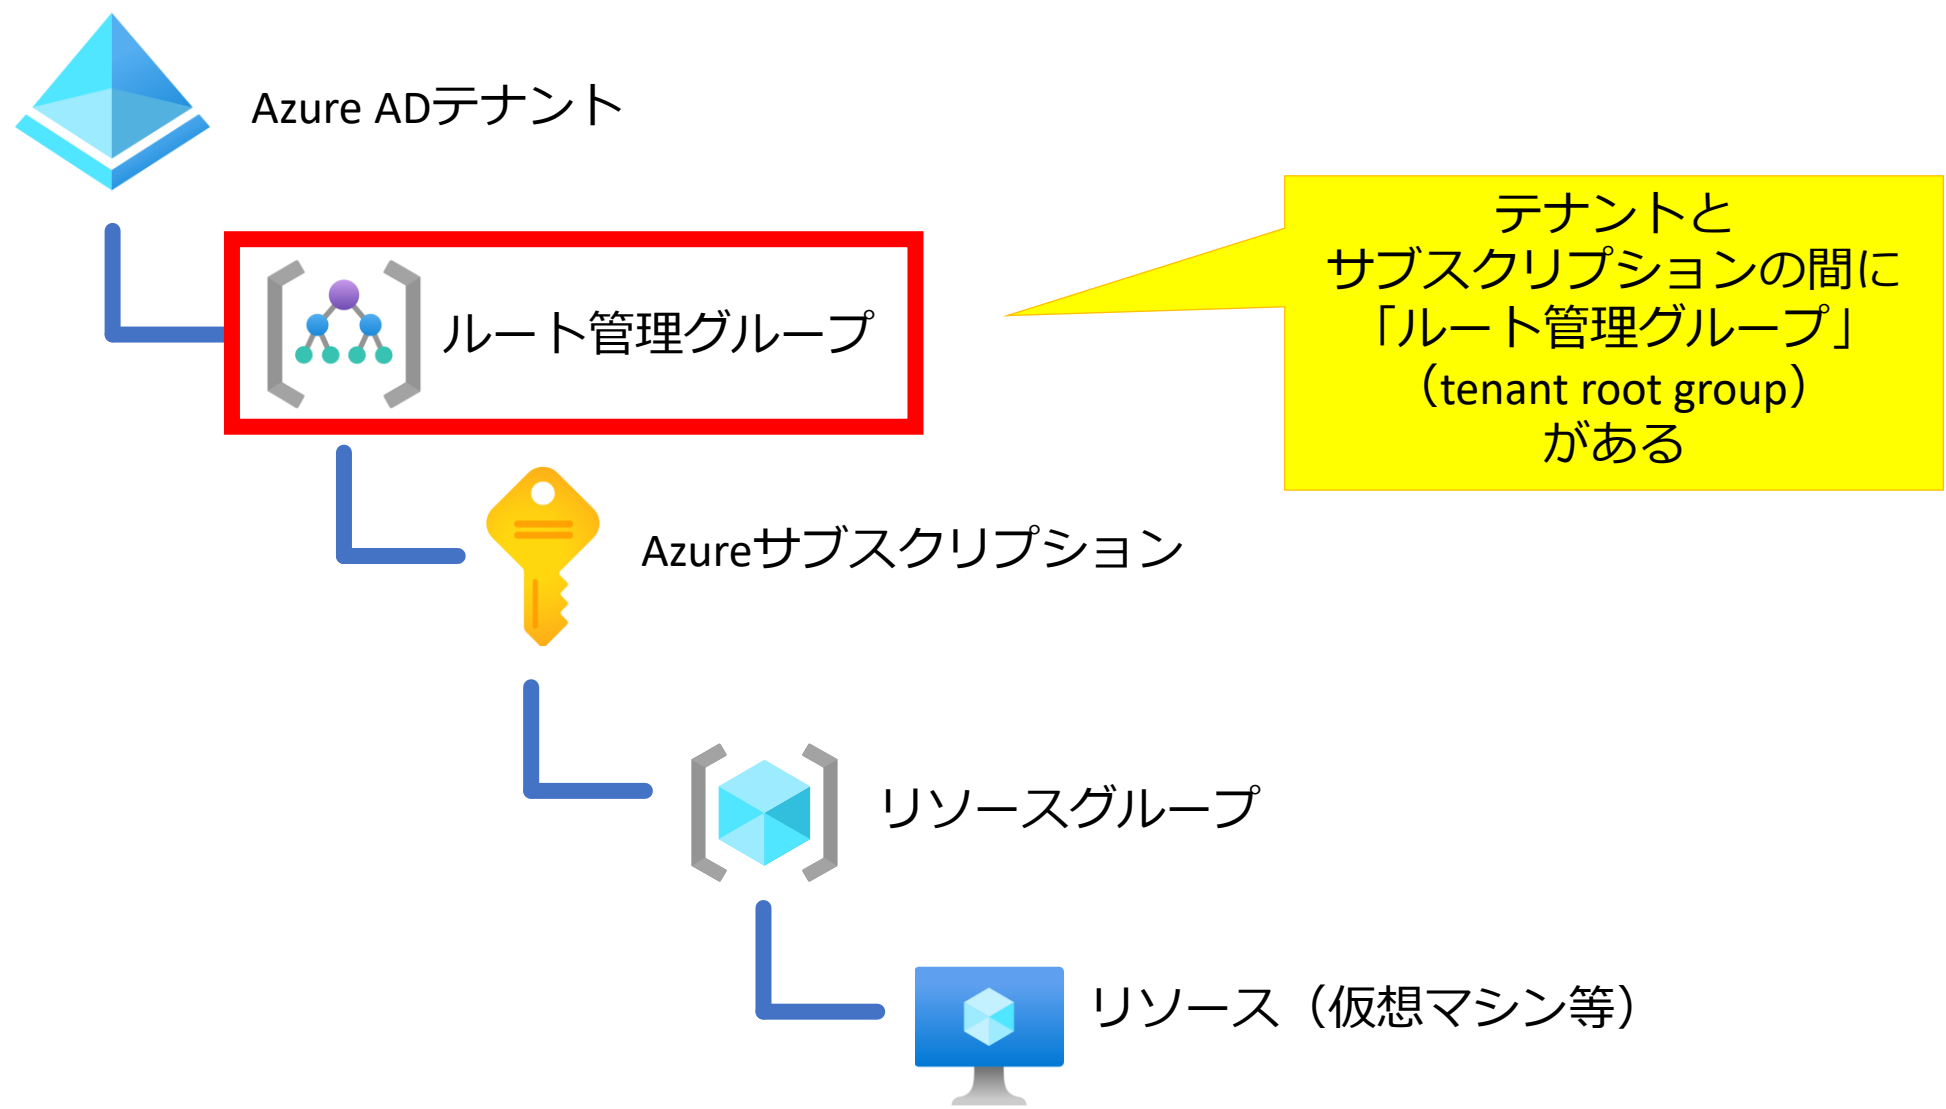 Azure ADテナント
ルート管理グループ
テナントと
サブスクリプションの間に
「ルート管理グループ」
（tenant root group）
がある
Azureサブスクリプション
リソースグループ
リソース（仮想マシン等）